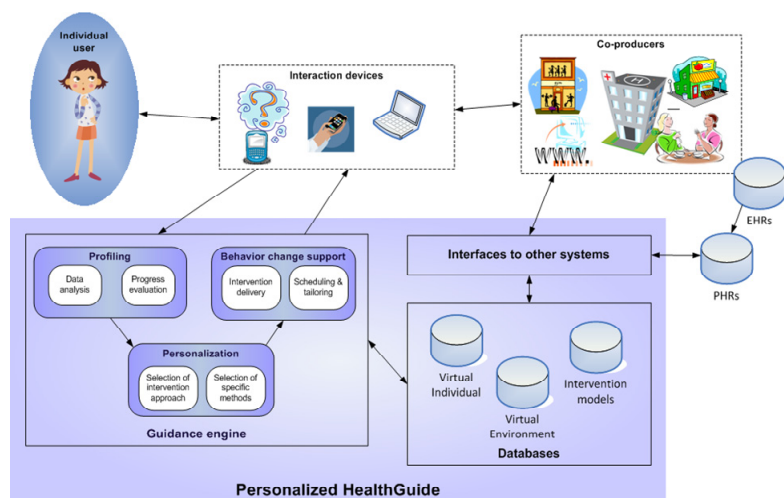 Individual
user
Interaction devices
Co-producers
H
www.
EHRs
PHRs
Profiling
Data
analysis
Progress
evaluation
Behavior change support
Intervention
delivery
Scheduling &
tailoring
Personalization
Selection of
intervention
approach
Selection of
specific
methods
Guidance engine
Interfaces to other systems
Virtual
Individual
Virtual
Environment
Intervention
models
Databases
Personalized HealthGuide